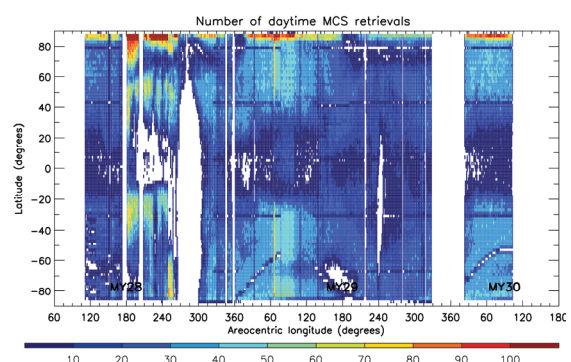 Number of daytime MCS retrievals
80
60
40
20
0
−20
−40
−60
−80
Latitude (degrees)
MY28 MY29 MY30
60 120 180 240 300 360 60 120 180 240 300 360 60 120 180
Areocentric longitude (degrees)
10 20 30 40 50 60 70 80 90 100